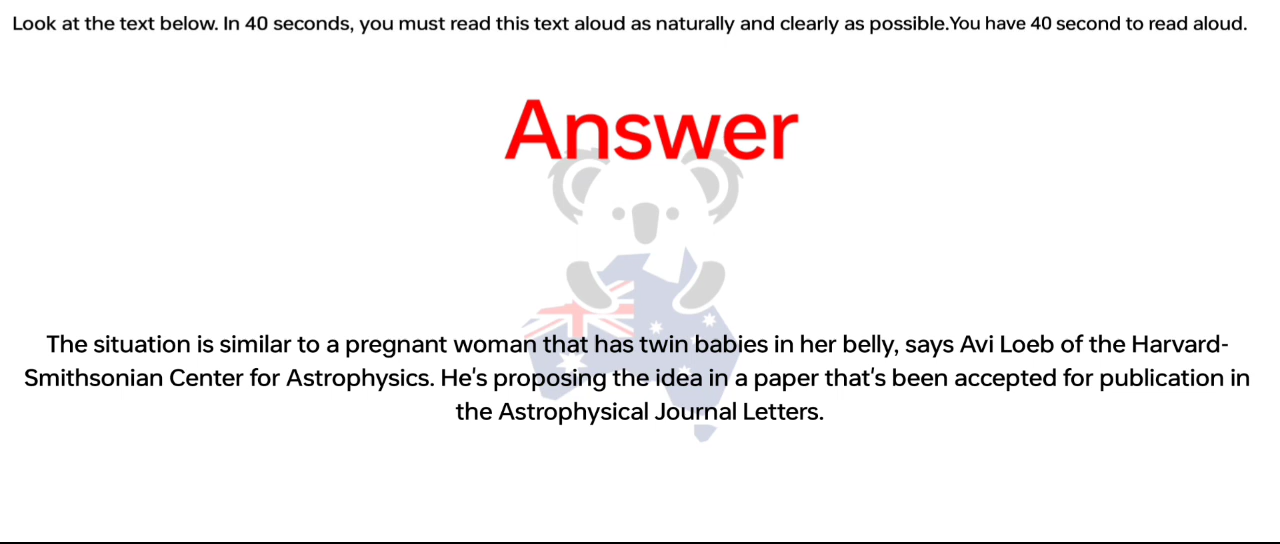 Look at the text below. In 40 seconds, you must read this text aloud as naturally and clearly as possible.You have 40 second to read aloud.
Answer
The situation is similar to a pregnant woman that has twin babies in her belly, says Avi Loeb of the Harvard-
Smithsonian Center for Astrophysics. He's proposing the idea in a paper that's been accepted for publication in
the Astrophysical Journal Letters.